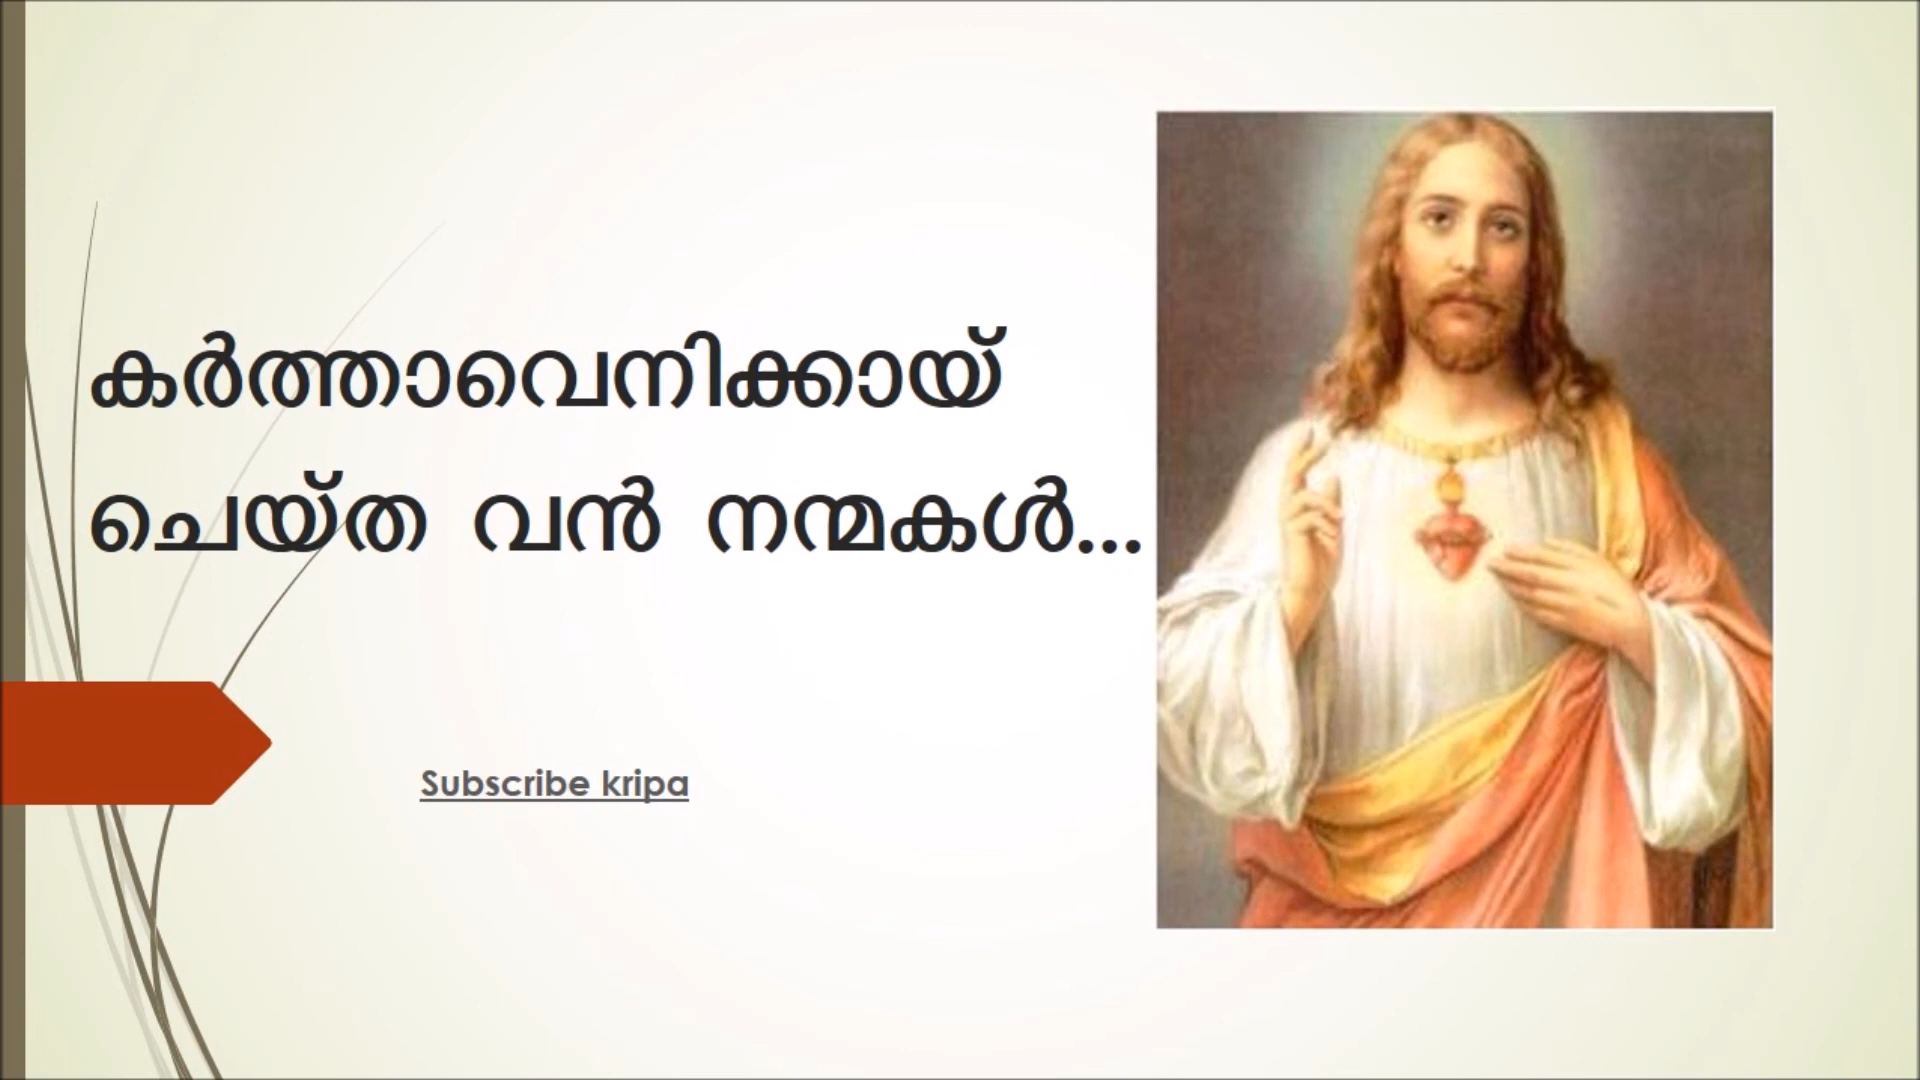 കർത്താവെനിക്കായ്
ചെയ്ത വൻ നന്മകൾ...
Subscribe kripa